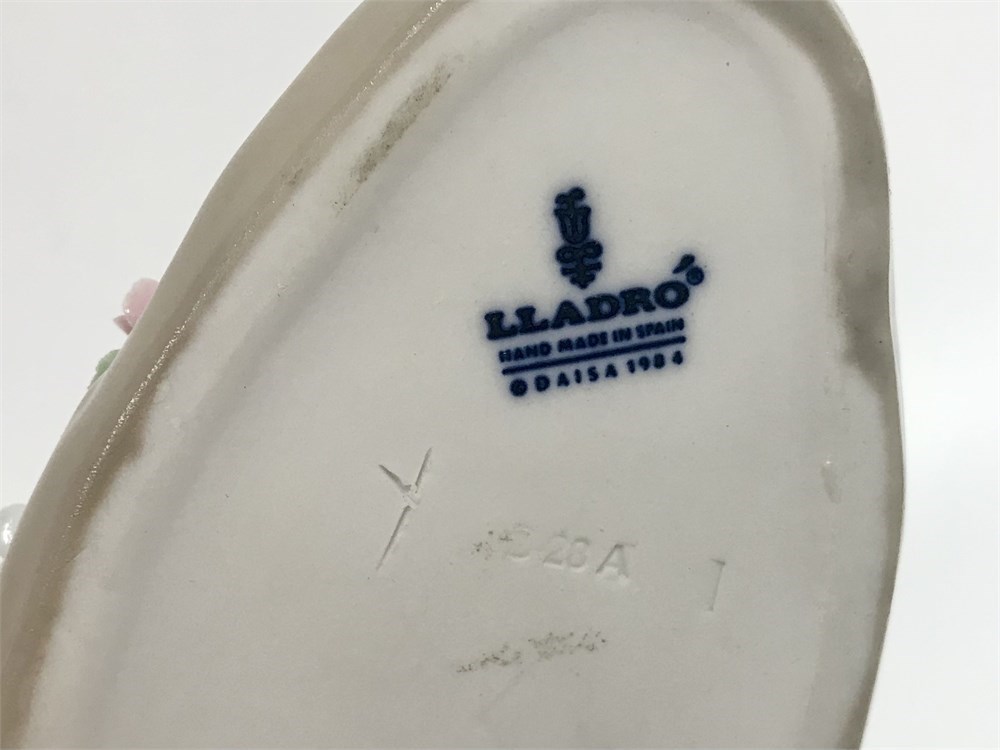 LLADRÓ®
HAND MADE IN SPAIN
© DAISA 1984
Y
28 A